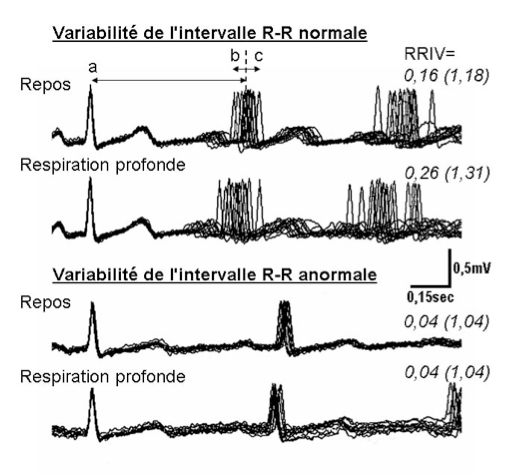 Variabilité de l'intervalle R-R normale
RRIV=
b c
a
Repos
0,16 (1,18)
Respiration profonde
0,26 (1,31)
Variabilité de l'intervalle R-R anormale
0,5mV
0,15sec
Repos
0,04 (1,04)
Respiration profonde
0,04 (1,04)